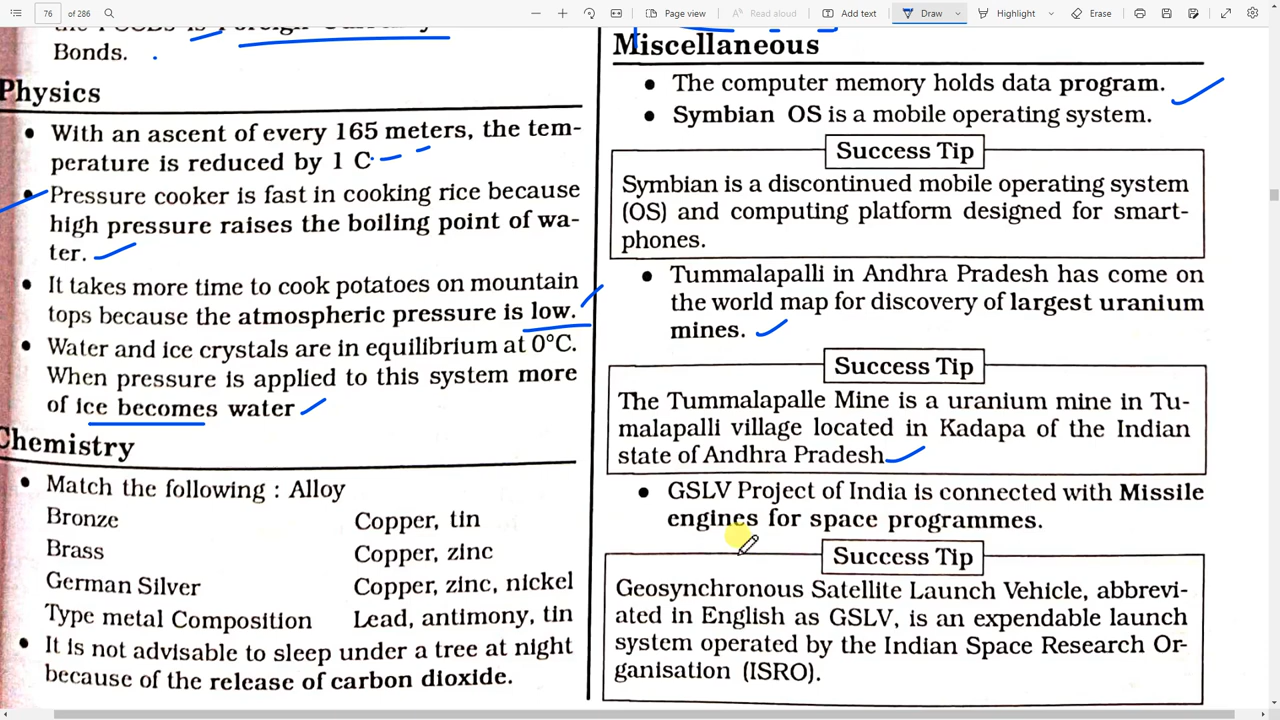 76 of 286
Page view
Read aloud
Add text
Draw
Highlight
Erase
Bonds.
Physics
• With an ascent of every 165 meters, the tem-
perature is reduced by 1 C
• Pressure cooker is fast in cooking rice because
high pressure raises the boiling point of wa-
ter.
• It takes more time to cook potatoes on mountain
tops because the atmospheric pressure is low.
• Water and ice crystals are in equilibrium at 0°C.
When pressure is applied to this system more
of ice becomes water
Chemistry
• Match the following : Alloy
Bronze Copper, tin
Brass Copper, zinc
German Silver Copper, zinc, nickel
Type metal Composition Lead, antimony, tin
• It is not advisable to sleep under a tree at night
because of the release of carbon dioxide.
Miscellaneous
• The computer memory holds data program.
• Symbian OS is a mobile operating system.
Success Tip
Symbian is a discontinued mobile operating system
(OS) and computing platform designed for smart-
phones.
• Tummalapalli in Andhra Pradesh has come on
the world map for discovery of largest uranium
mines.
Success Tip
The Tummalapalle Mine is a uranium mine in Tu-
malapalli village located in Kadapa of the Indian
state of Andhra Pradesh
• GSLV Project of India is connected with Missile
engines for space programmes.
Success Tip
Geosynchronous Satellite Launch Vehicle, abbrevi-
ated in English as GSLV, is an expendable launch
system operated by the Indian Space Research Or-
ganisation (ISRO).